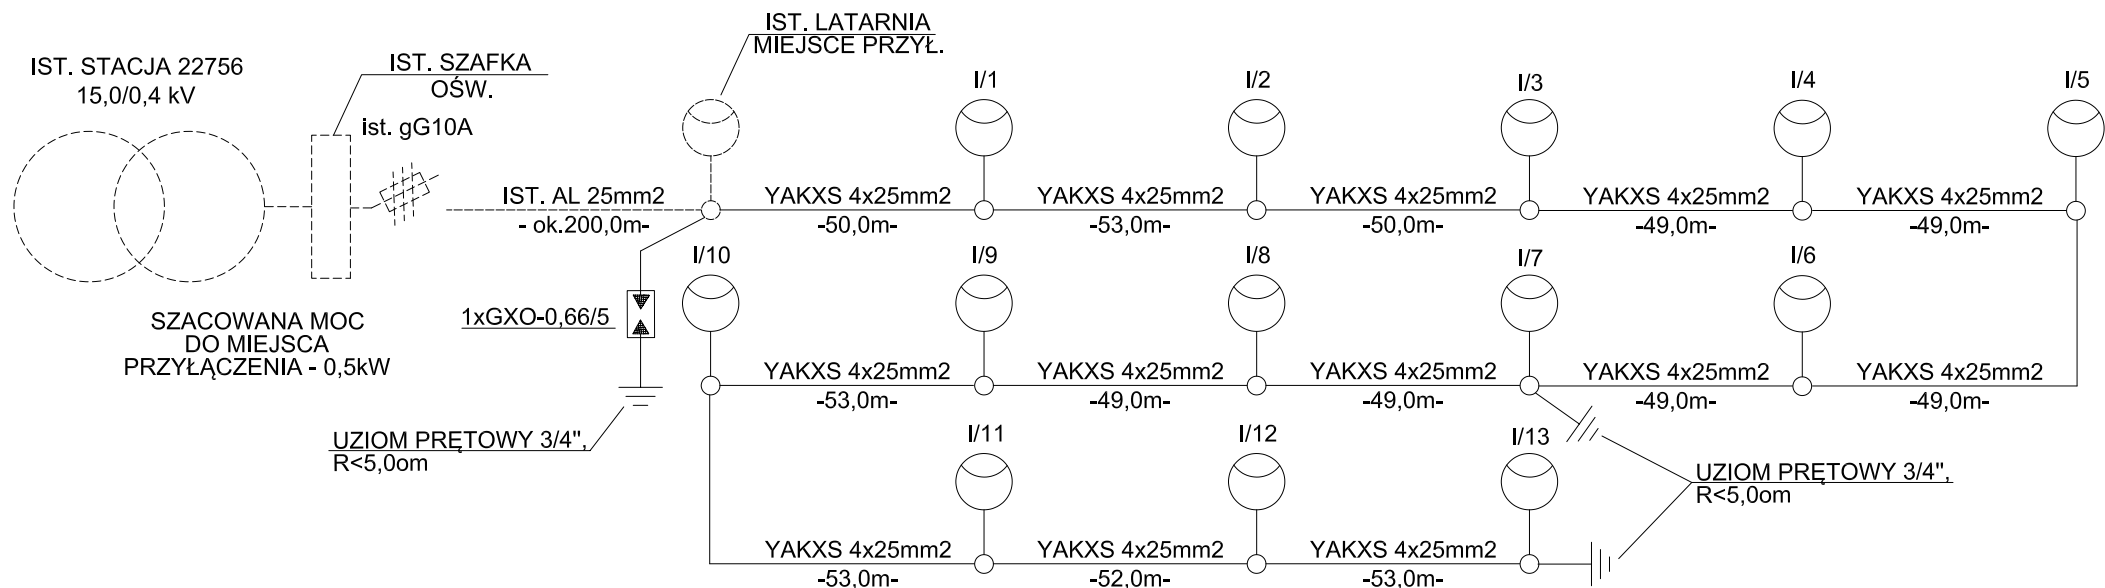 IST. STACJA 22756
15,0/0,4 kV
IST. SZAFKA
OŚW.
ist. gG10A
IST. LATARNIA
MIEJSCE PRZYŁ.
I/1
I/2
I/3
I/4
I/5
IST. AL 25mm2
- ok.200,0m-
YAKXS 4x25mm2
-50,0m-
YAKXS 4x25mm2
-53,0m-
YAKXS 4x25mm2
-50,0m-
YAKXS 4x25mm2
-49,0m-
YAKXS 4x25mm2
-49,0m-
SZACOWANA MOC
DO MIEJSCA
PRZYŁĄCZENIA - 0,5kW
1xGXO-0,66/5
UZIOM PRĘTOWY 3/4",
R<5,0om
I/10
I/9
I/8
I/7
I/6
YAKXS 4x25mm2
-53,0m-
YAKXS 4x25mm2
-49,0m-
YAKXS 4x25mm2
-49,0m-
YAKXS 4x25mm2
-49,0m-
YAKXS 4x25mm2
-49,0m-
I/11
I/12
I/13
YAKXS 4x25mm2
-53,0m-
YAKXS 4x25mm2
-52,0m-
YAKXS 4x25mm2
-53,0m-
UZIOM PRĘTOWY 3/4",
R<5,0om